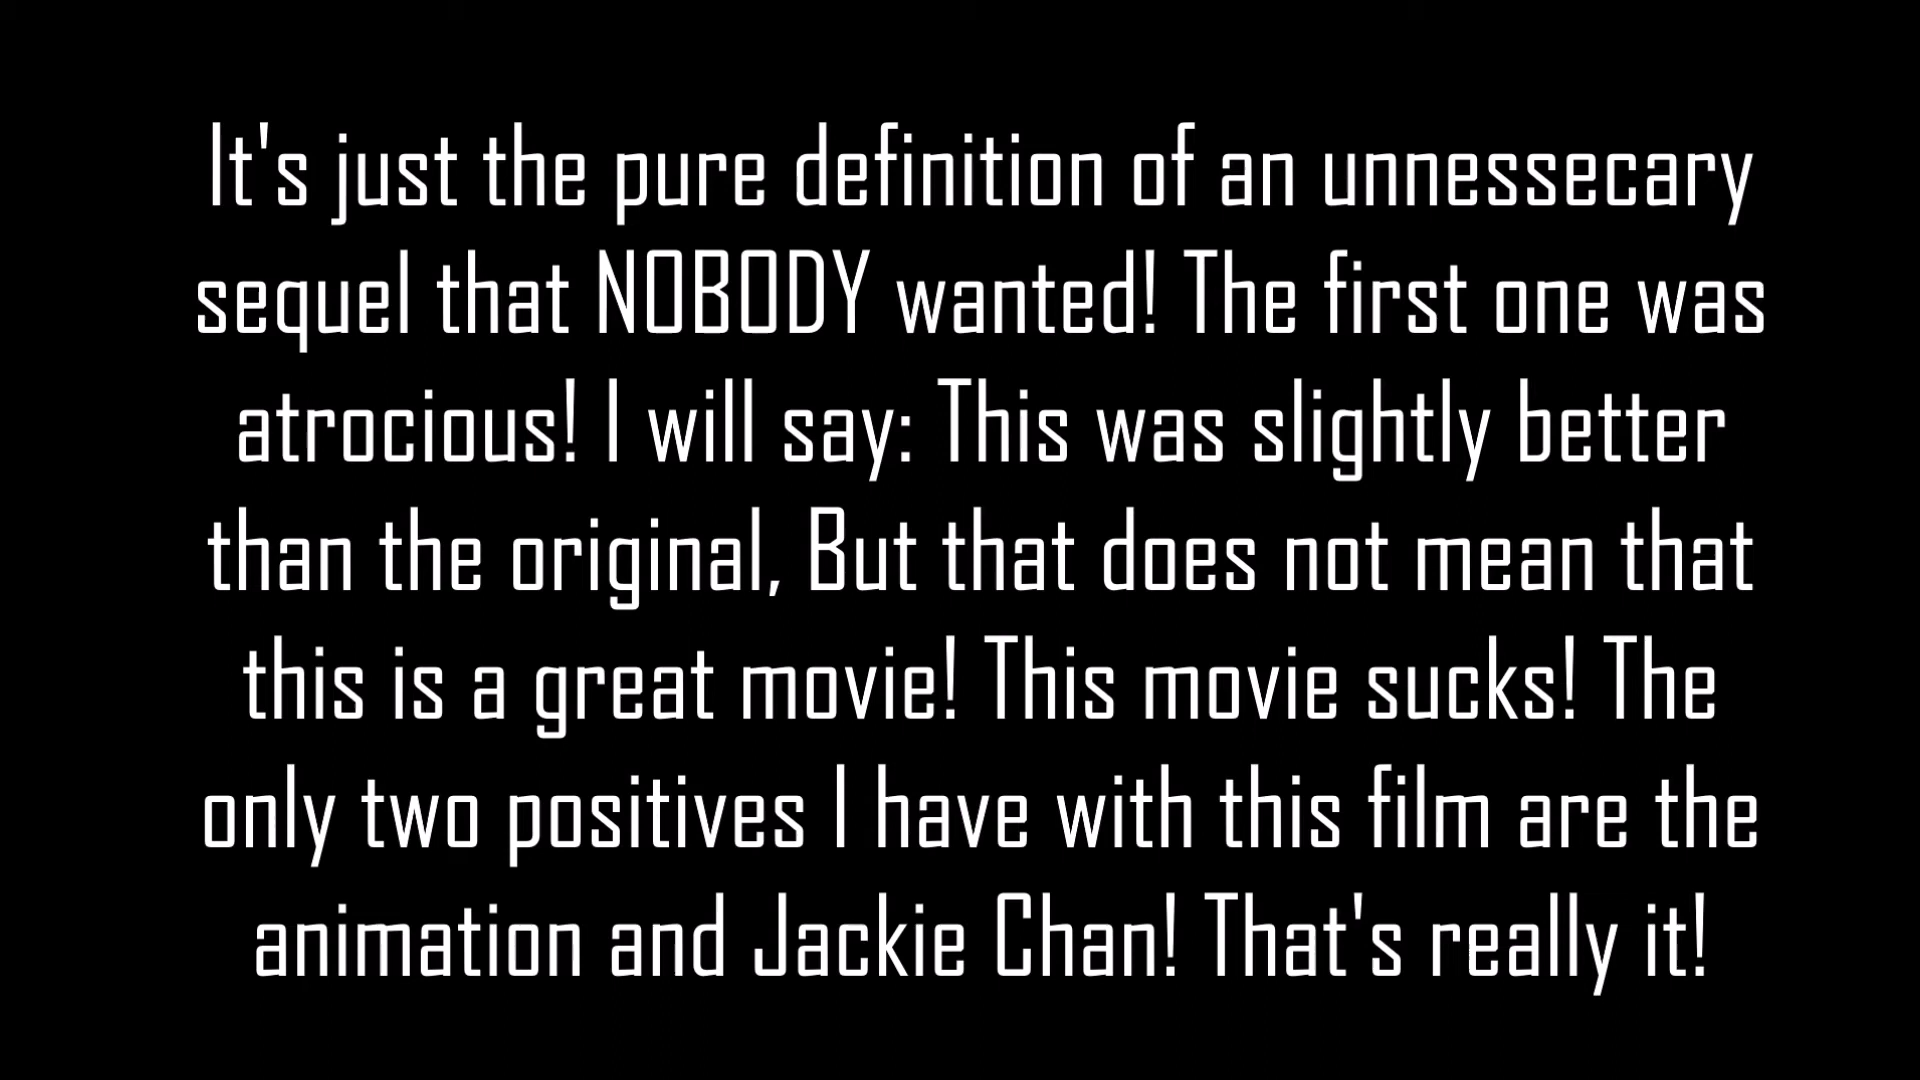 It's just the pure definition of an unnessecary
sequel that NOBODY wanted! The first one was
atrocious! I will say: This was slightly better
than the original, But that does not mean that
this is a great movie! This movie sucks! The
only two positives I have with this film are the
animation and Jackie Chan! That's really it!